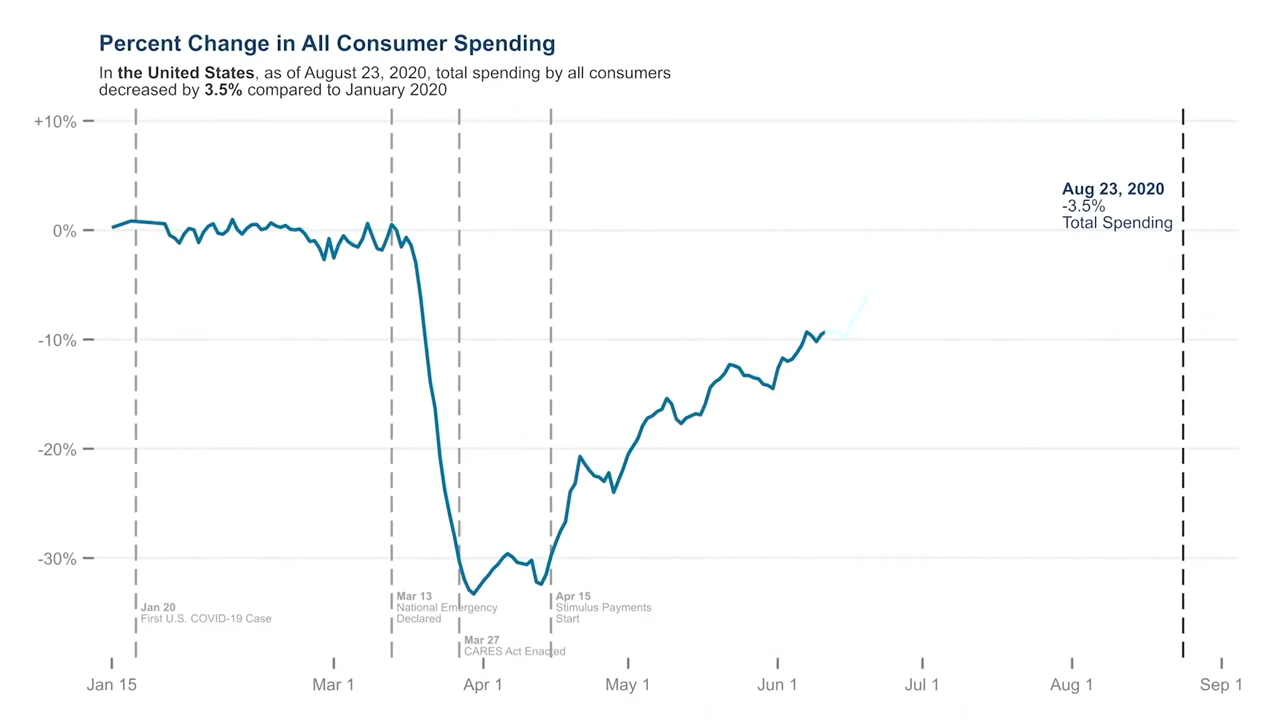 Percent Change in All Consumer Spending
In the United States, as of August 23, 2020, total spending by all consumers
decreased by 3.5% compared to January 2020
+10%
0%
-10%
-20%
-30%
Aug 23, 2020
-3.5%
Total Spending
Jan 20
First U.S. COVID-19 Case
Mar 13
National Emergency
Declared
Mar 27
CARES Act Enacted
Apr 15
Stimulus Payments
Start
Jan 15
Mar 1
Apr 1
May 1
Jun 1
Jul 1
Aug 1
Sep 1